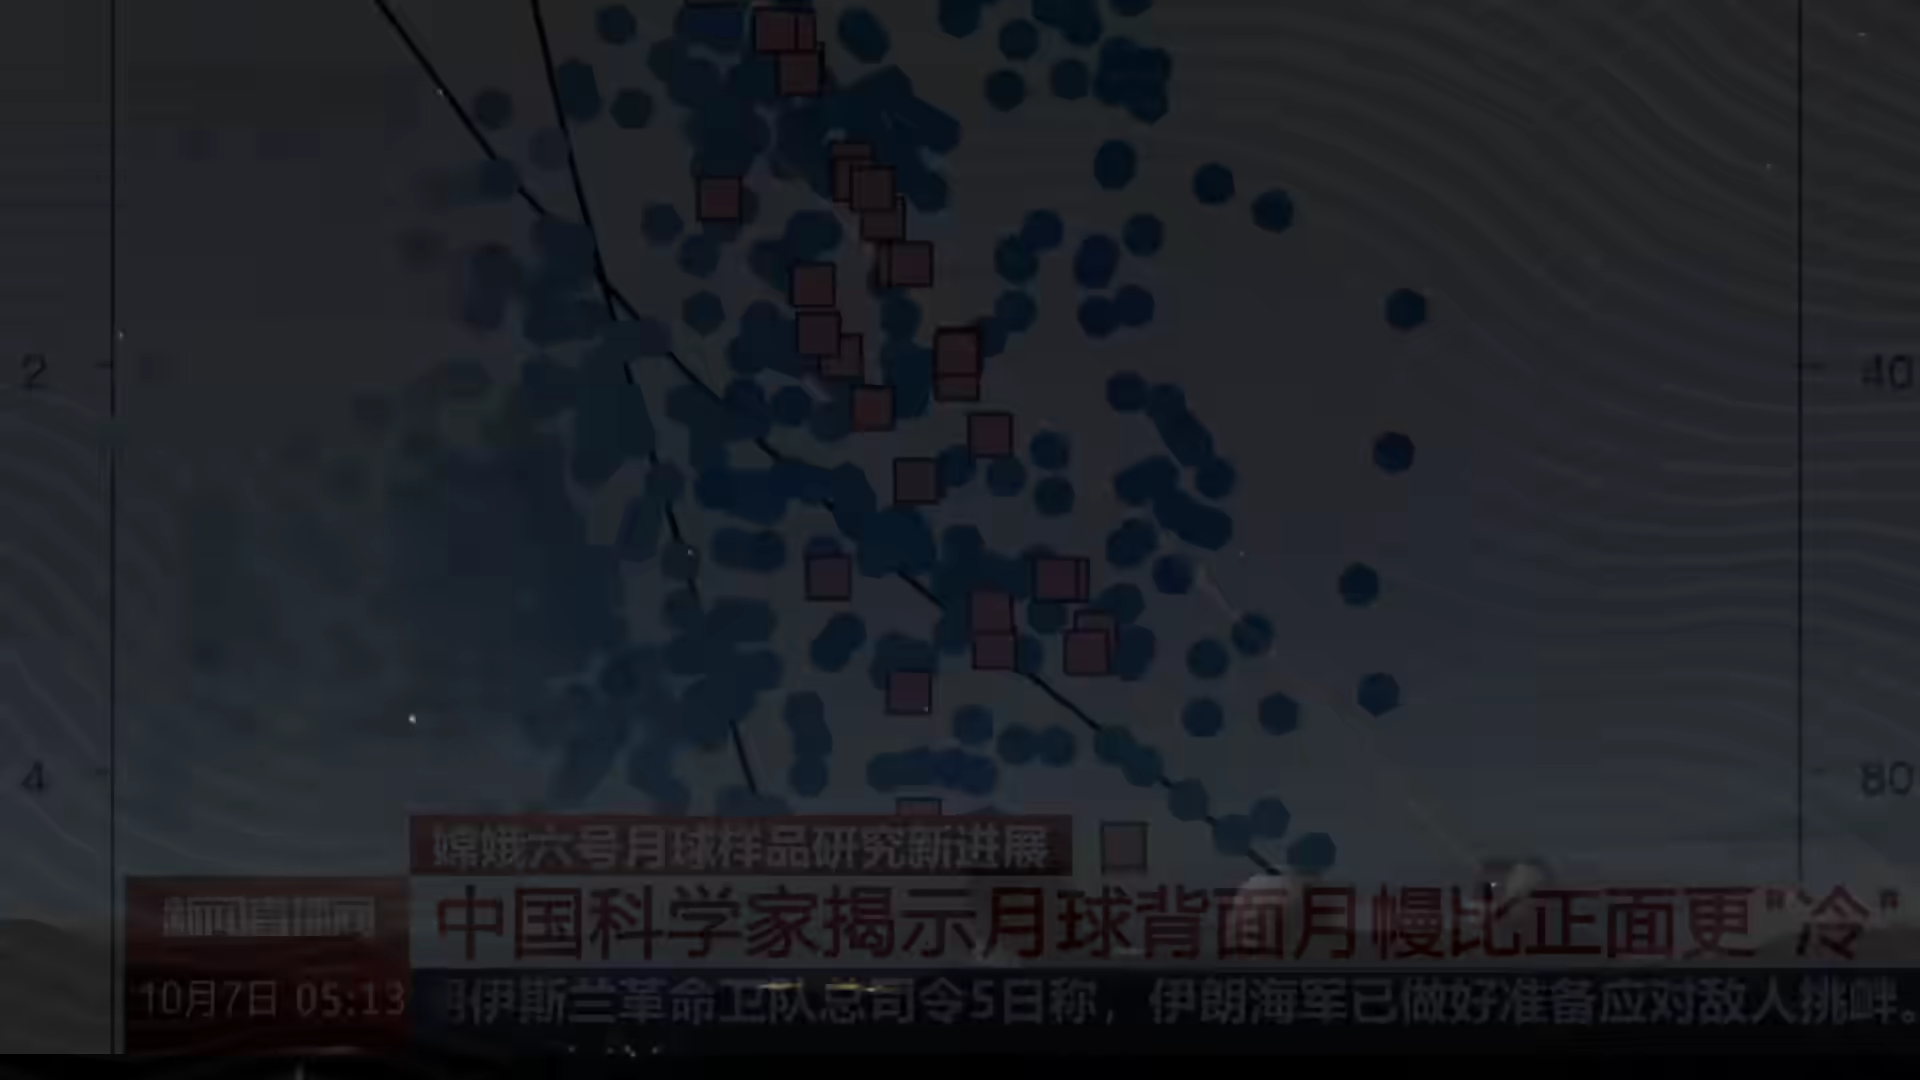 2
40
4
80
嫦娥六号月球样品研究新进展
新闻直播间
中国科学家揭示月球背面月幔比正面更"冷"
10月7日 05:13
伊斯兰革命卫队总司令5日称，伊朗海军已做好准备应对敌人挑衅。